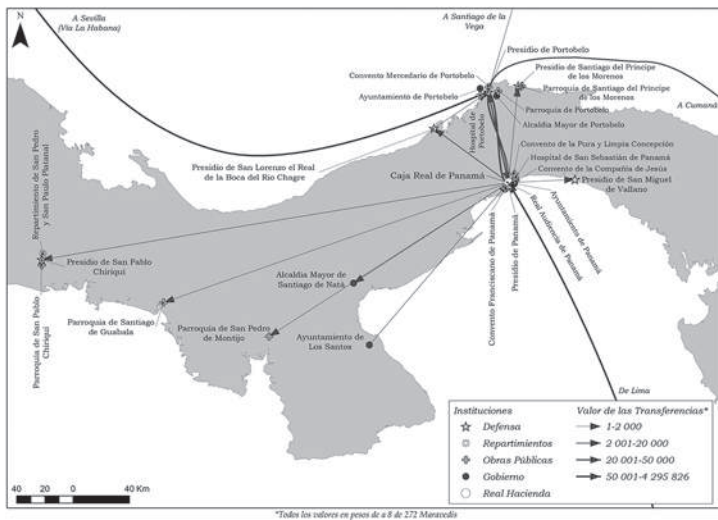 A Sevilla
(Vía La Habana)
A Santiago de la
Vega
N
Presidio de Portobelo
Convento Mercedario de Portobelo
Ayuntamiento de Portobelo
Presidio de Santiago del Príncipe
de los Morenos
Parroquia de Santiago del Príncipe
de los Morenos
Parroquia de Portobelo
Alcaldía Mayor de Portobelo
A Cumaná
Hospital de
Portobelo
Presidio de San Lorenzo el Real
de la Boca del Río Chagre
Convento de la Pura y Limpia Concepción
Hospital de San Sebastián de Panamá
Convento de la Compañía de Jesús
Caja Real de Panamá
Presidio de San Miguel
de Vallano
Repartimiento de San Pedro
y San Paulo Platanal
Ayuntamiento de Panamá
Real Audiencia de Panamá
Presidio de Panamá
Convento Franciscano de Panamá
Presidio de San Pablo
Chiriquí
Alcaldía Mayor de
Santiago de Natá
Parroquia de San Pablo
Chiriquí
Parroquia de Santiago
de Guabala
Parroquia de San Pedro
de Montijo
Ayuntamiento de
Los Santos
De Lima
Instituciones
Defensa
Repartimientos
Obras Públicas
Gobierno
Real Hacienda
Valor de las Transferencias*
1-2 000
2 001-20 000
20 001-50 000
50 001-4 295 826
40 20 0 40 Km
*Todos los valores en pesos de a 8 de 272 Maravedís